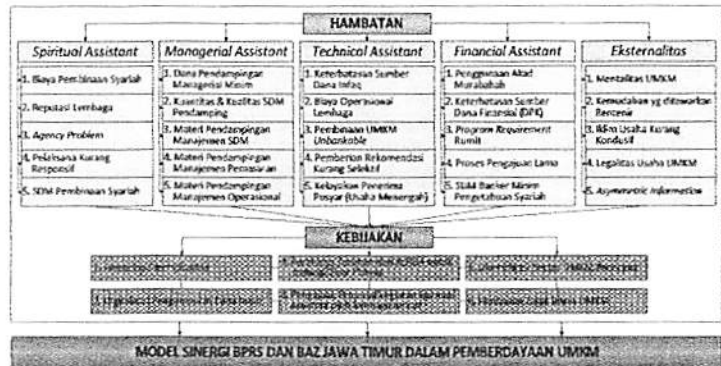 HAMBATAN
Spiritual Assistant
1. Biaya Pembinaan Syariah
2. Reputasi Lembaga
3. Agency Problem
4. Pelaksana Kurang
Responsif
5. SDM Pembinaan Syariah
Managerial Assistant
1. Dana Pendampingan
Managerial Minim
2. Kuantitas & Kualitas SDM
Pendamping
3. Materi Pendampingan
Manajemen SDM
4. Materi Pendampingan
Manajemen Pemasaran
5. Materi Pendampingan
Manajemen Operasional
Technical Assistant
1. Keterbatasan Sumber
Dana Infaq
2. Biaya Operasional
Lembaga
3. Pembinaan UMKM
Unbankable
4. Pemberian Rekomendasi
Kurang Selektif
5. Kelayakan Penerima
Posyar (Usaha Menengah)
Financial Assistant
1. Penggunaan Akad
Murabahah
2. Keterbatasan Sumber
Dana Finansial (DPK)
3. Program Requirement
Rumit
4. Proses Pengajuan Lama
5. SDM Banker Minim
Pengetahuan Syariah
Eksternalitas
1. Mentalitas UMKM
2. Kemudahan yg ditawarkan
Rentenir
3. Iklim Usaha Kurang
Kondusif
4. Legalitas Usaha UMKM
5. Asymmetric Information
KEBIJAKAN
MODEL SINERGI BPRS DAN BAZ JAWA TIMUR DALAM PEMBERDAYAAN UMKM